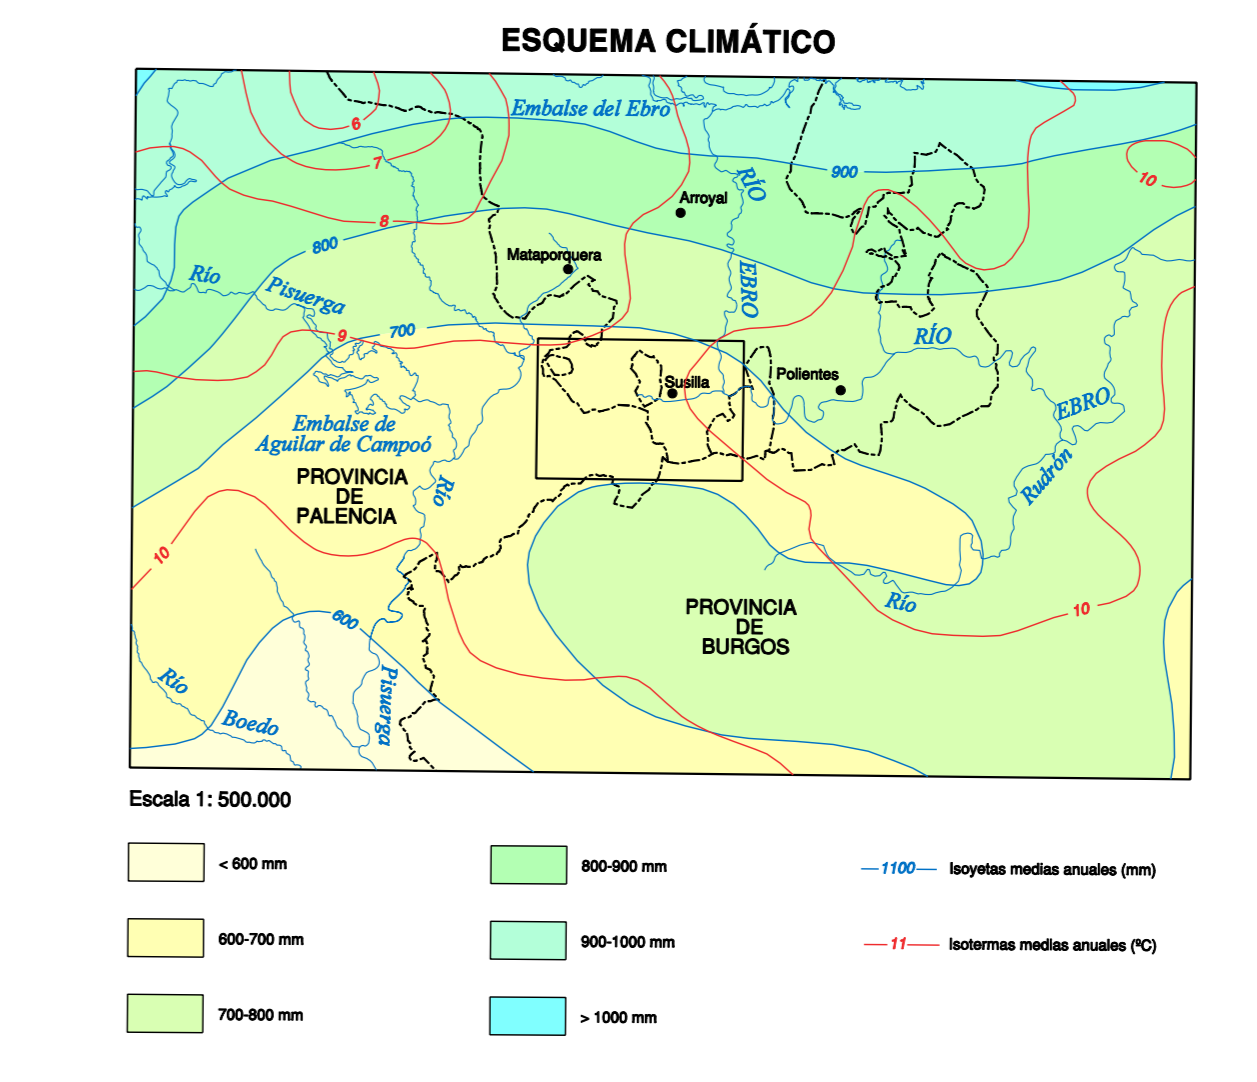 ESQUEMA CLIMÁTICO
Embalse del Ebro
6
7
900
10
RÍO
Arroyal
8
800
Mataporquera
Río
Pisuerga
EBRO
9
700
RÍO
Susilla
Polientes
EBRO
Embalse de
Aguilar de Campoó
PROVINCIA
DE
PALENCIA
Río
Rudrón
10
Río
PROVINCIA
DE
BURGOS
10
600
Río
Boedo
Pisuerga
Escala 1: 500.000
< 600 mm
800-900 mm
1100
Isoyetas medias anuales (mm)
600-700 mm
900-1000 mm
11
Isotermas medias anuales (ºC)
700-800 mm
> 1000 mm